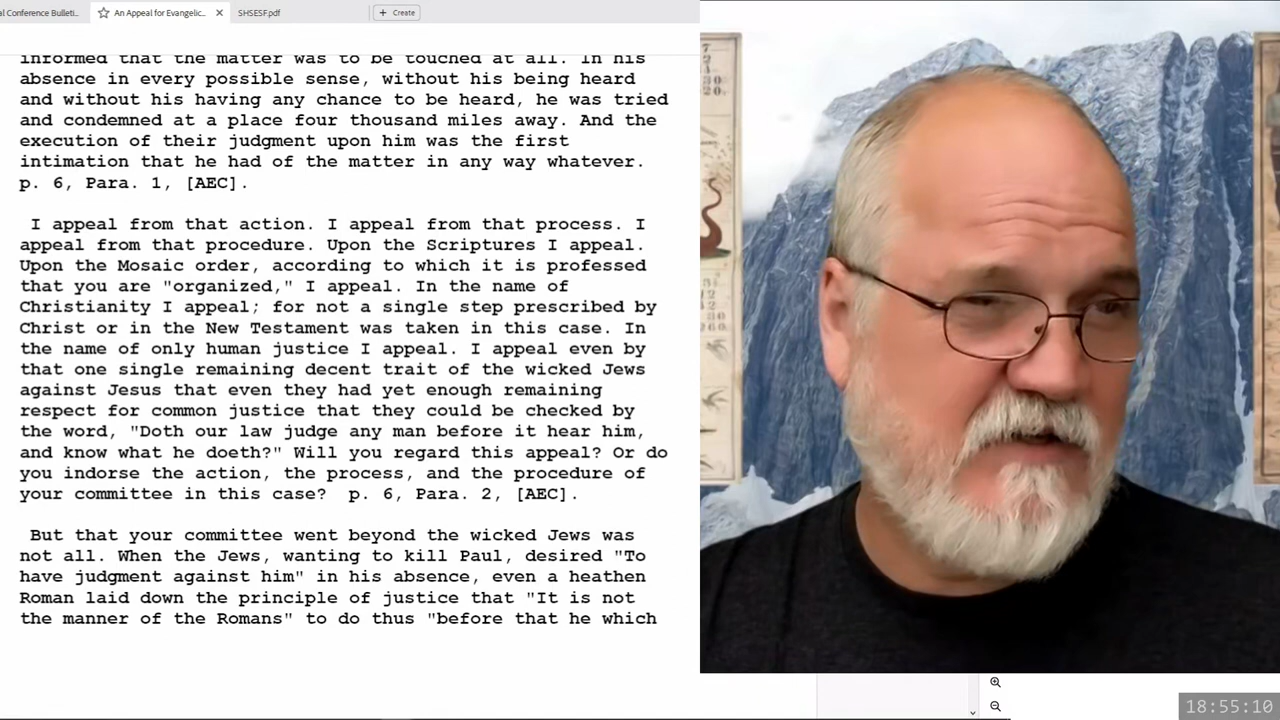 al Conference Bulleti..
An Appeal for Evangelic..
SHSESF.pdf
Create
informed that the matter was to be touched at all. In his
absence in every possible sense, without his being heard
and without his having any chance to be heard, he was tried
and condemned at a place four thousand miles away. And the
execution of their judgment upon him was the first
intimation that he had of the matter in any way whatever.
p. 6, Para. 1, [AEC].
I appeal from that action. I appeal from that process. I
appeal from that procedure. Upon the Scriptures I appeal.
Upon the Mosaic order, according to which it is professed
that you are "organized," I appeal. In the name of
Christianity I appeal; for not a single step prescribed by
Christ or in the New Testament was taken in this case. In
the name of only human justice I appeal. I appeal even by
that one single remaining decent trait of the wicked Jews
against Jesus that even they had yet enough remaining
respect for common justice that they could be checked by
the word, "Doth our law judge any man before it hear him,
and know what he doeth?" Will you regard this appeal? Or do
you indorse the action, the process, and the procedure of
your committee in this case?  p. 6, Para. 2, [AEC].
But that your committee went beyond the wicked Jews was
not all. When the Jews, wanting to kill Paul, desired "To
have judgment against him" in his absence, even a heathen
Roman laid down the principle of justice that "It is not
the manner of the Romans" to do thus "before that he which
18:55:10